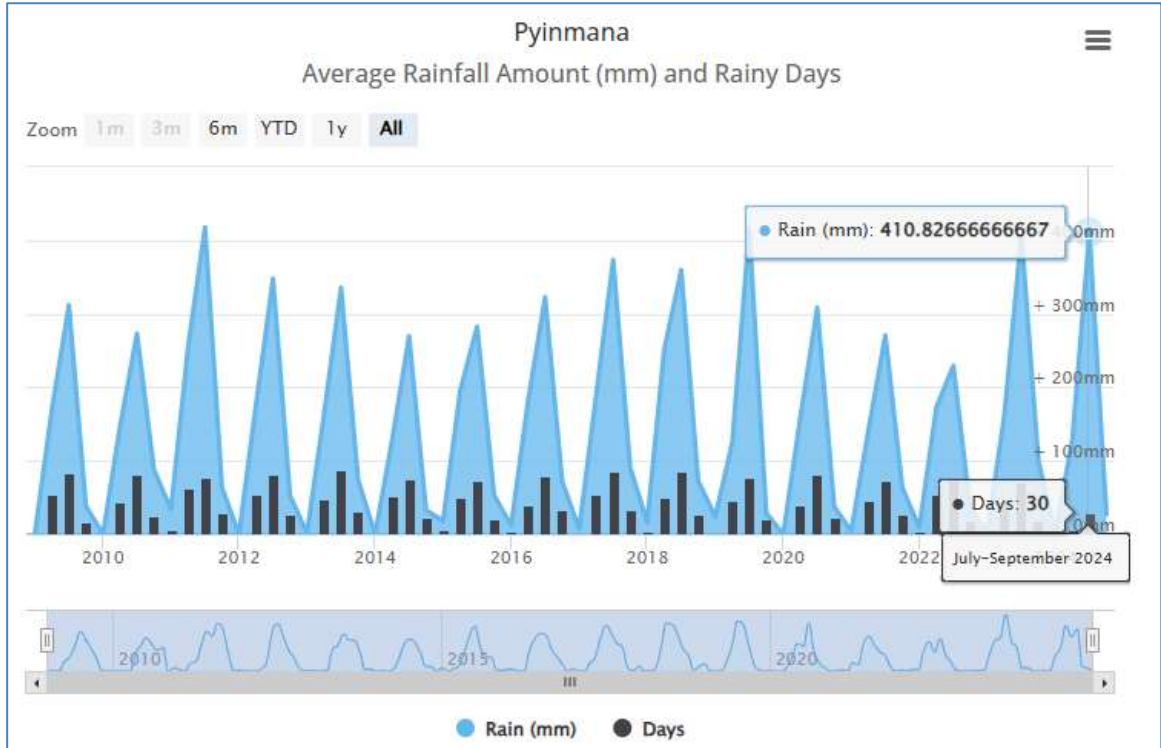 Pyinmana
Average Rainfall Amount (mm) and Rainy Days
Zoom 1m 3m 6m YTD 1y All
Rain (mm): 410.82666666667
+ 300mm
+ 200mm
+ 100mm
Days: 30
0mm
July–September 2024
2010 2012 2014 2016 2018 2020 2022
2010 2015 2020
Rain (mm) Days